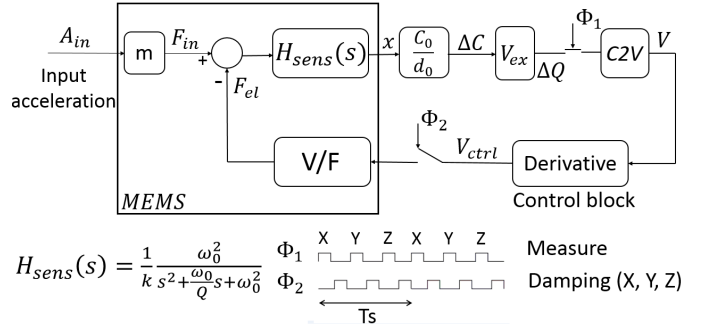 A_in
Input
acceleration
m
F_in
+
-
F_el
H_sens(s)
x
C_0
d_0
ΔC
V_ex
ΔQ
Φ_1
C2V
V
Φ_2
V_ctrl
V/F
Derivative
Control block
MEMS
H_sens(s) = 1/k ω_0^2/(s^2+ω_0/Q s+ω_0^2)
X Y Z X Y Z
Φ_1
Measure
Φ_2
Damping (X, Y, Z)
Ts